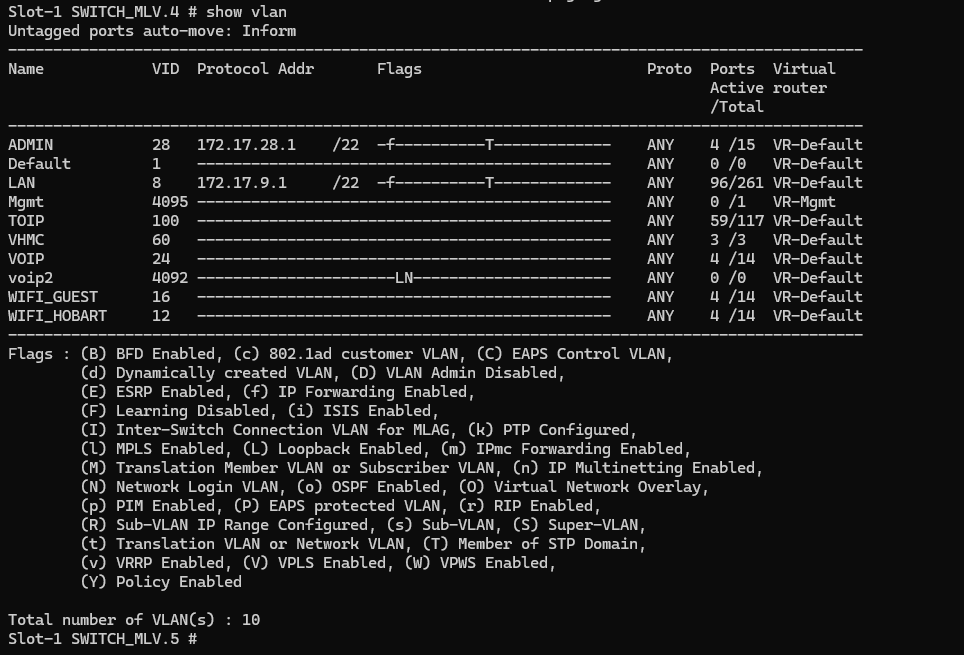 Slot-1 SWITCH_MLV.4 # show vlan
Untagged ports auto-move: Inform
-----------------------------------------------------------------------------------------------
Name            VID  Protocol Addr       Flags                         Proto  Ports  Virtual
                                                                              Active router
                                                                              /Total
-----------------------------------------------------------------------------------------------
ADMIN           28   172.17.28.1    /22  -f----------T-------------    ANY    4 /15  VR-Default
Default         1    ----------------------------------------------    ANY    0 /0   VR-Default
LAN             8    172.17.9.1     /22  -f----------T-------------    ANY    96/261 VR-Default
Mgmt            4095 ----------------------------------------------    ANY    0 /1   VR-Mgmt
TOIP            100  ----------------------------------------------    ANY    59/117 VR-Default
VHMC            60   ----------------------------------------------    ANY    3 /3   VR-Default
VOIP            24   ----------------------------------------------    ANY    4 /14  VR-Default
voip2           4092 ----------------------LN----------------------    ANY    0 /0   VR-Default
WIFI_GUEST      16   ----------------------------------------------    ANY    4 /14  VR-Default
WIFI_HOBART     12   ----------------------------------------------    ANY    4 /14  VR-Default
-----------------------------------------------------------------------------------------------
Flags : (B) BFD Enabled, (c) 802.1ad customer VLAN, (C) EAPS Control VLAN,
        (d) Dynamically created VLAN, (D) VLAN Admin Disabled,
        (E) ESRP Enabled, (f) IP Forwarding Enabled,
        (F) Learning Disabled, (i) ISIS Enabled,
        (I) Inter-Switch Connection VLAN for MLAG, (k) PTP Configured,
        (l) MPLS Enabled, (L) Loopback Enabled, (m) IPmc Forwarding Enabled,
        (M) Translation Member VLAN or Subscriber VLAN, (n) IP Multinetting Enabled,
        (N) Network Login VLAN, (o) OSPF Enabled, (O) Virtual Network Overlay,
        (p) PIM Enabled, (P) EAPS protected VLAN, (r) RIP Enabled,
        (R) Sub-VLAN IP Range Configured, (s) Sub-VLAN, (S) Super-VLAN,
        (t) Translation VLAN or Network VLAN, (T) Member of STP Domain,
        (v) VRRP Enabled, (V) VPLS Enabled, (W) VPWS Enabled,
        (Y) Policy Enabled

Total number of VLAN(s) : 10
Slot-1 SWITCH_MLV.5 #